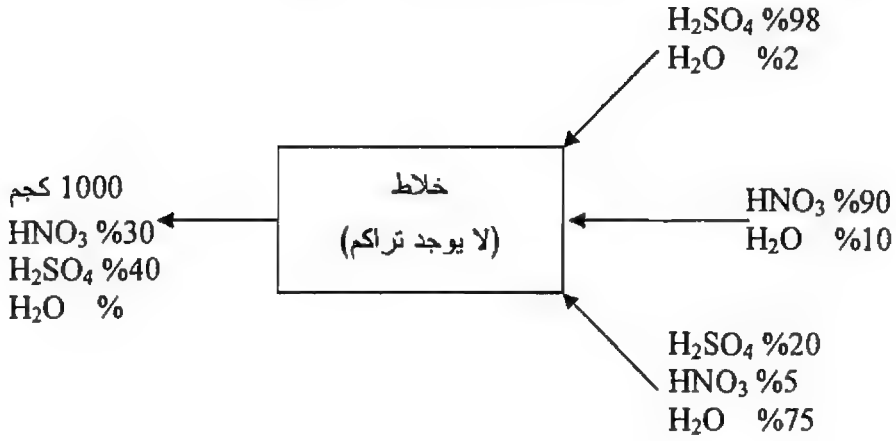 H₂SO₄ %98
H₂O %2
خلاط
(لا يوجد تراكم)
HNO₃ %90
H₂O %10
1000 كجم
HNO₃ %30
H₂SO₄ %40
H₂O %
H₂SO₄ %20
HNO₃ %5
H₂O %75